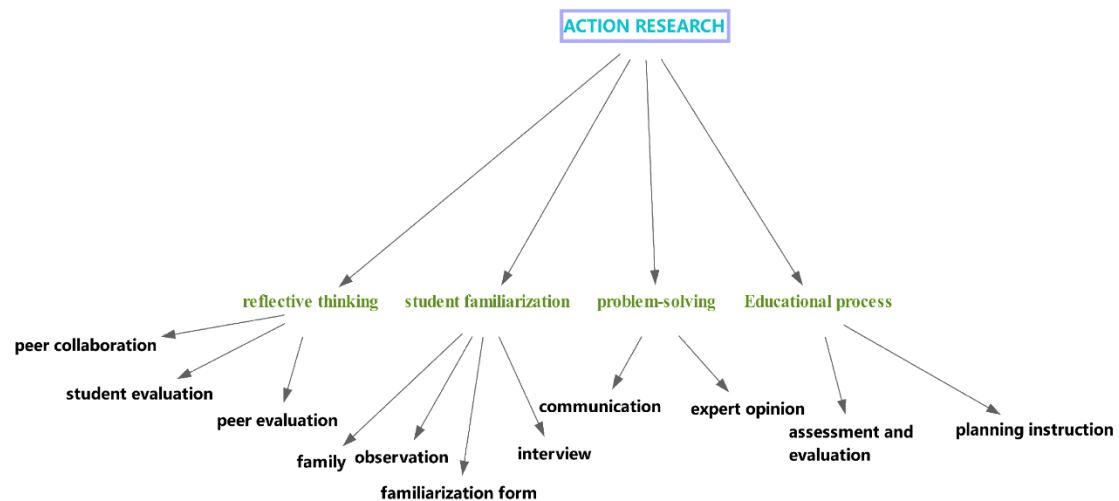 ACTION RESEARCH
reflective thinking
student familiarization
problem-solving
Educational process
peer collaboration
student evaluation
peer evaluation
family
observation
familiarization form
interview
communication
expert opinion
assessment and
evaluation
planning instruction